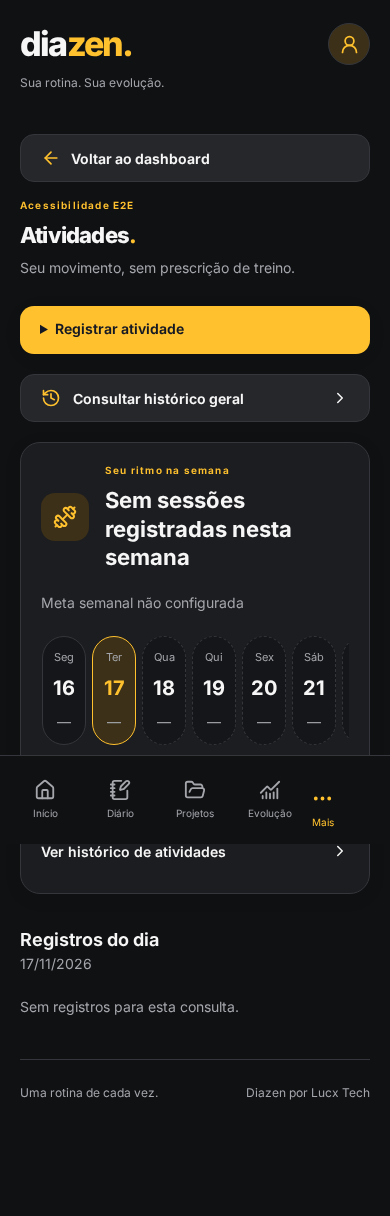 diazen.
Sua rotina. Sua evolução.
Voltar ao dashboard
Acessibilidade E2E
Atividades.
Seu movimento, sem prescrição de treino.
Registrar atividade
Consultar histórico geral
Seu ritmo na semana
Sem sessões
registradas nesta
semana
Meta semanal não configurada
Seg Ter Qua Qui Sex Sáb
16 17 18 19 20 21
— — — — — —
Início Diário Projetos Evolução Mais
Ver histórico de atividades
Registros do dia
17/11/2026
Sem registros para esta consulta.
Uma rotina de cada vez. Diazen por Lucx Tech